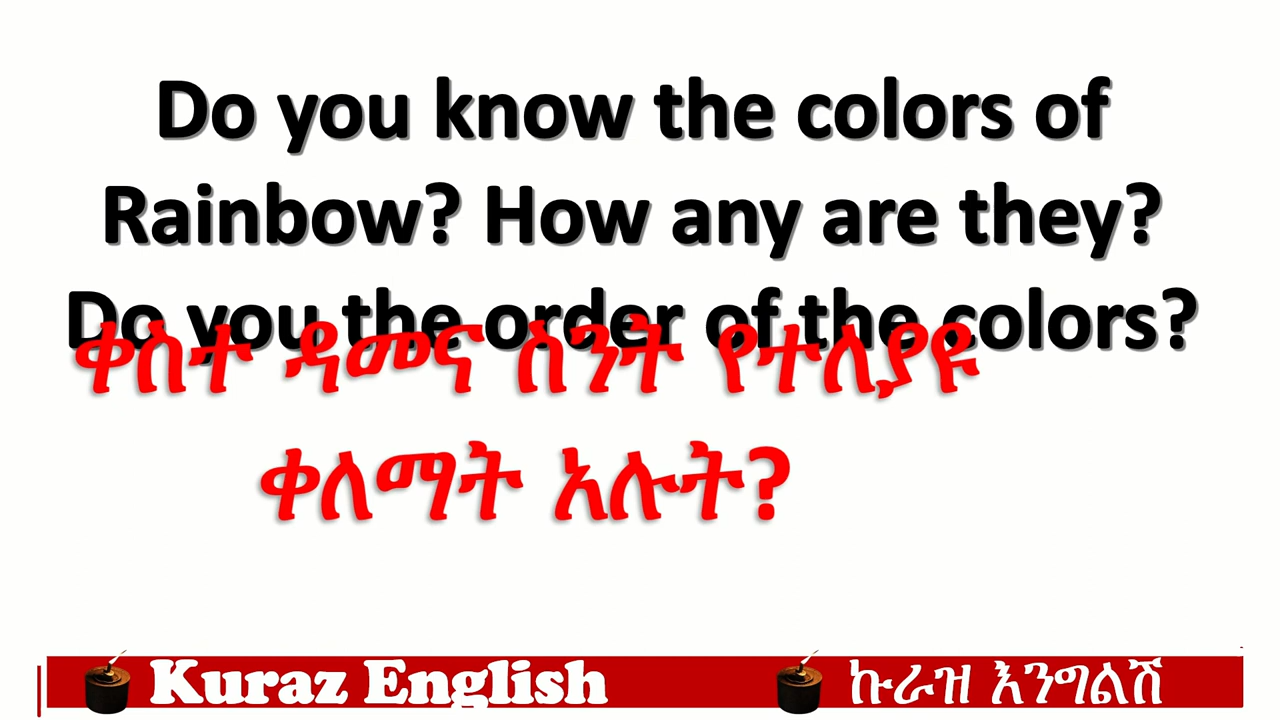 Do you know the colors of
Rainbow? How any are they?
Do you the order of the colors?
ቀስተ ዳመና ስንት የተለያዩ
ቀለማት አሉት?
Kuraz English
ኩራዝ እንግልሽ